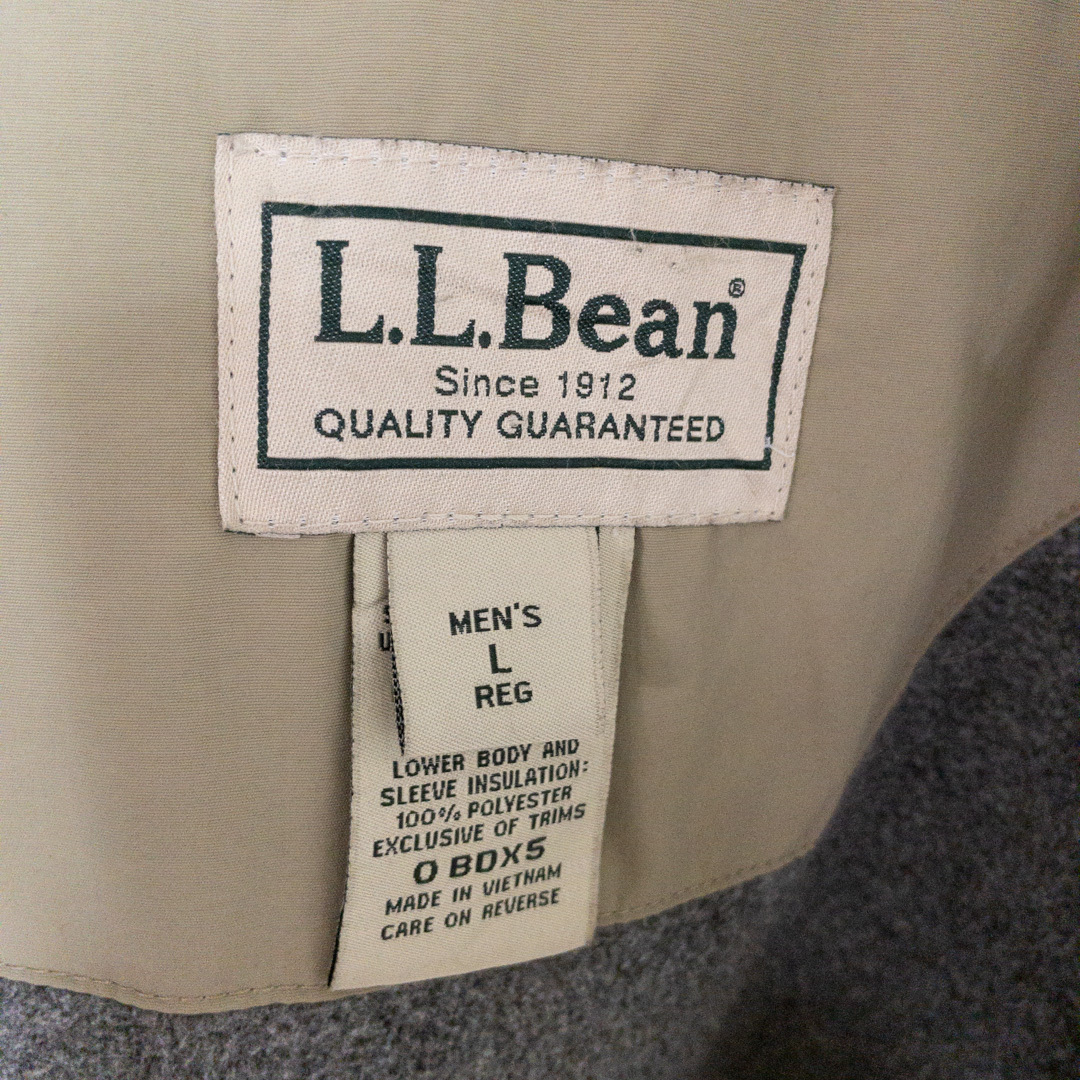 L.L.Bean®
Since 1912
QUALITY GUARANTEED
MEN'S
L
REG
LOWER BODY AND
SLEEVE INSULATION:
100% POLYESTER
EXCLUSIVE OF TRIMS
0 BDX5
MADE IN VIETNAM
CARE ON REVERSE